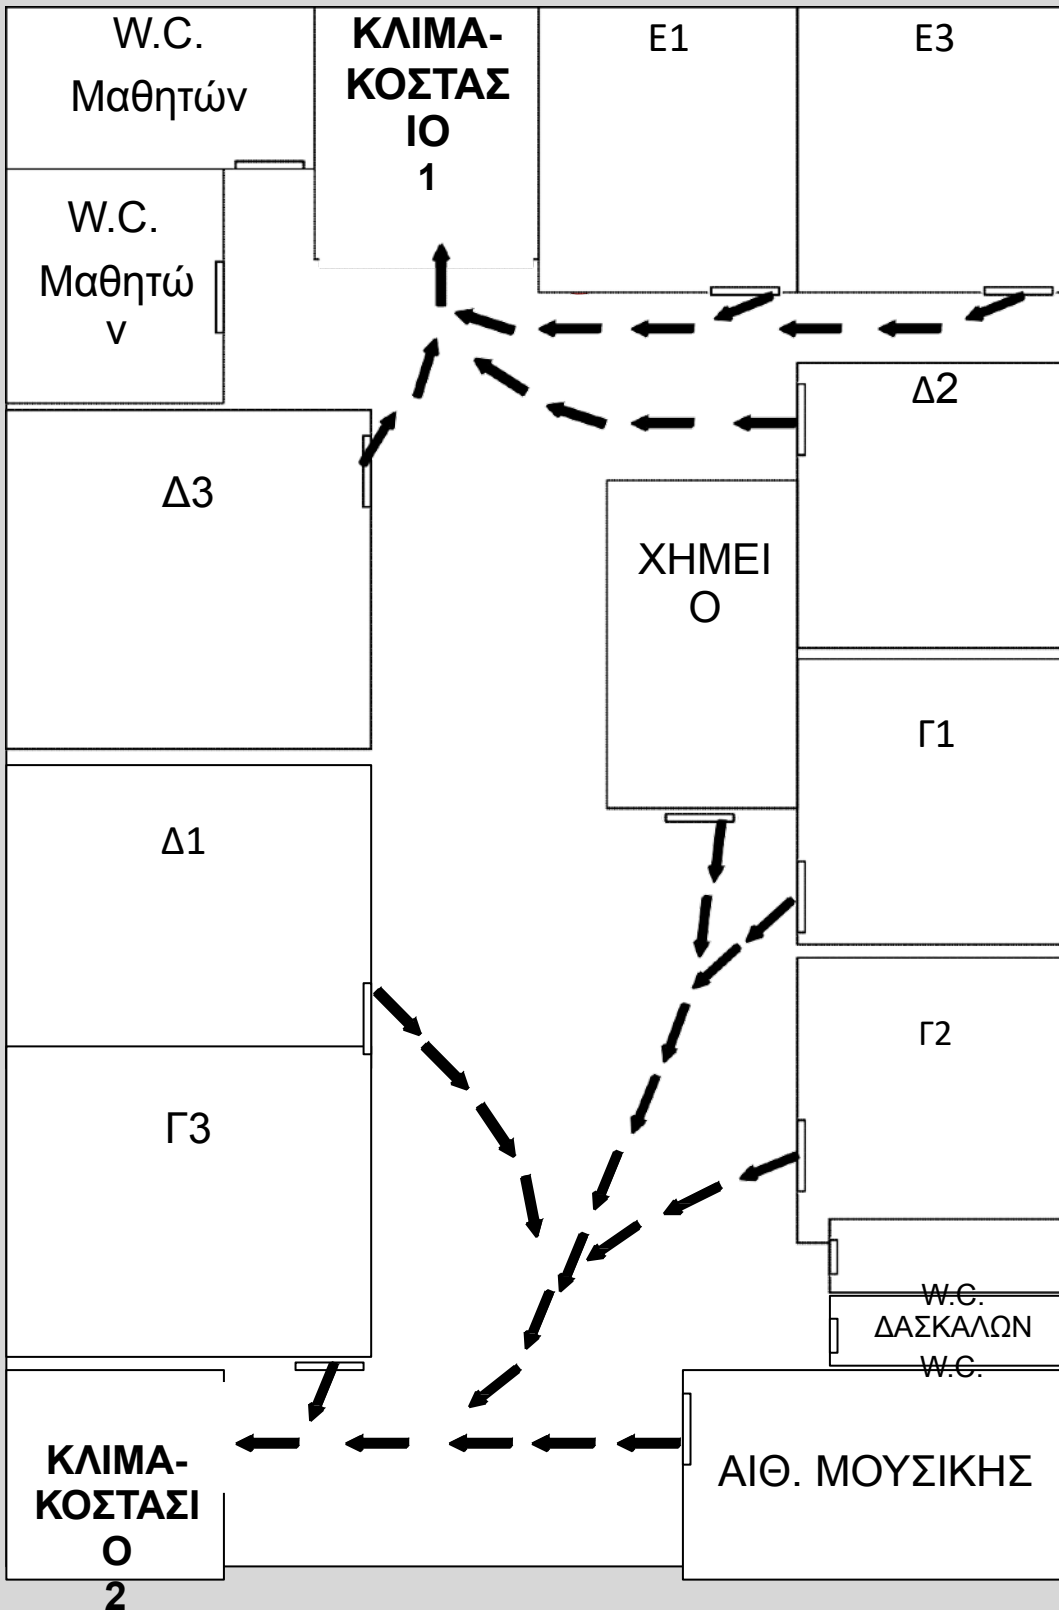 W.C.
Μαθητών
ΚΛΙΜΑ-
ΚΟΣΤΑΣ
ΙΟ
1
Ε1
Ε3
W.C.
Μαθητώ
ν
Δ2
Δ3
ΧΗΜΕΙ
Ο
Γ1
Δ1
Γ2
Γ3
W.C.
ΔΑΣΚΑΛΩΝ
W.C.
ΚΛΙΜΑ-
ΚΟΣΤΑΣΙ
Ο
2
ΑΙΘ. ΜΟΥΣΙΚΗΣ